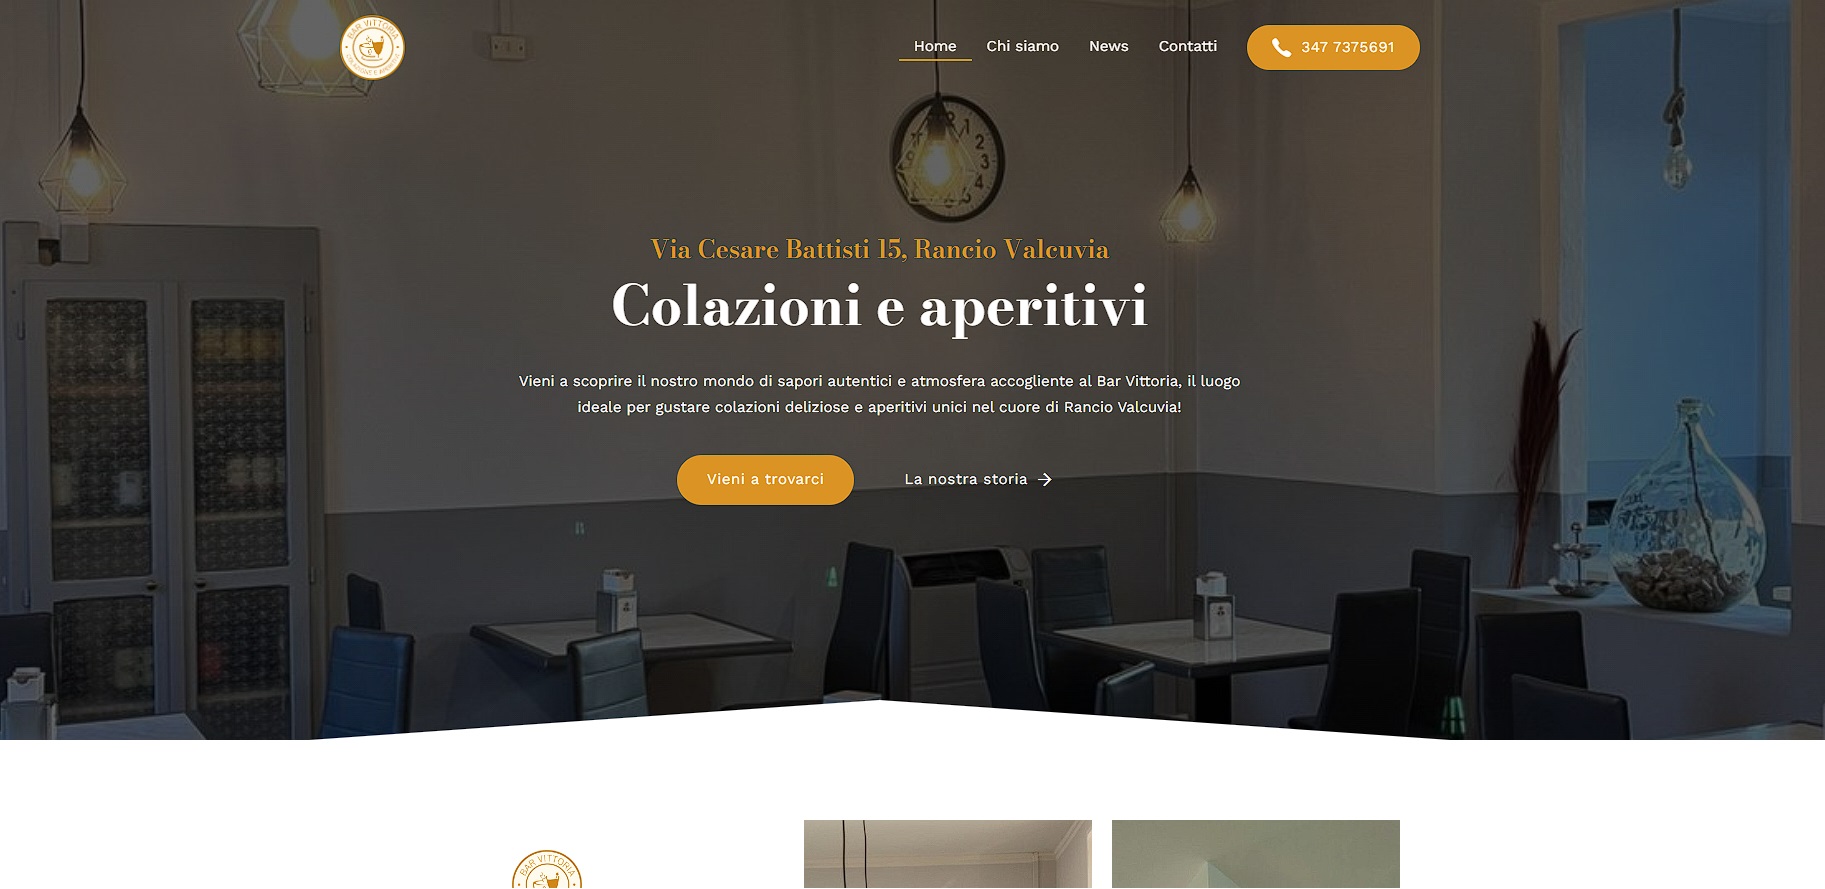 BAR VITTORIA
COLAZIONI E APERITIVI
Home
Chi siamo
News
Contatti
347 7375691
Via Cesare Battisti 15, Rancio Valcuvia
Colazioni e aperitivi
Vieni a scoprire il nostro mondo di sapori autentici e atmosfera accogliente al Bar Vittoria, il luogo
ideale per gustare colazioni deliziose e aperitivi unici nel cuore di Rancio Valcuvia!
Vieni a trovarci
La nostra storia
BAR VITTORIA